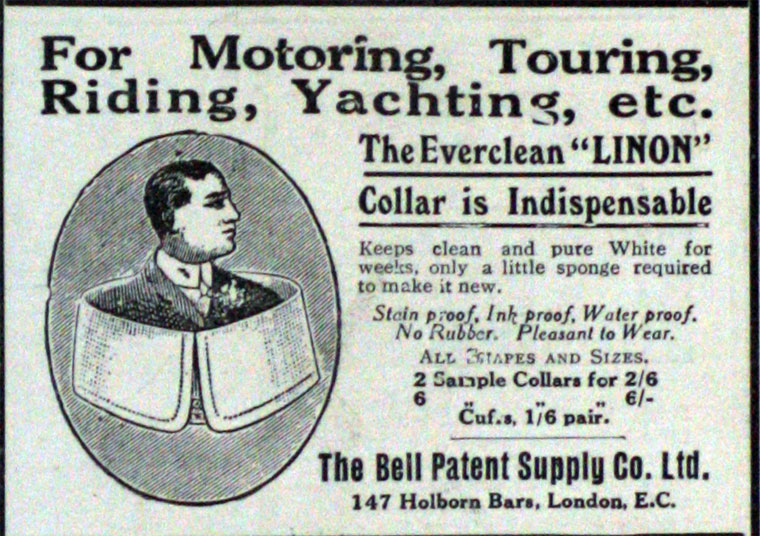 For Motoring, Touring,
Riding, Yachting, etc.
The Everclean "LINON"
Collar is Indispensable
Keeps clean and pure White for
weeks, only a little sponge required
to make it new.
Stain proof, Ink proof, Water proof.
No Rubber. Pleasant to Wear.
ALL SHAPES AND SIZES.
2 Sample Collars for 2/6
6 " " " 6/-
Cuffs, 1/6 pair.
The Bell Patent Supply Co. Ltd.
147 Holborn Bars, London, E.C.